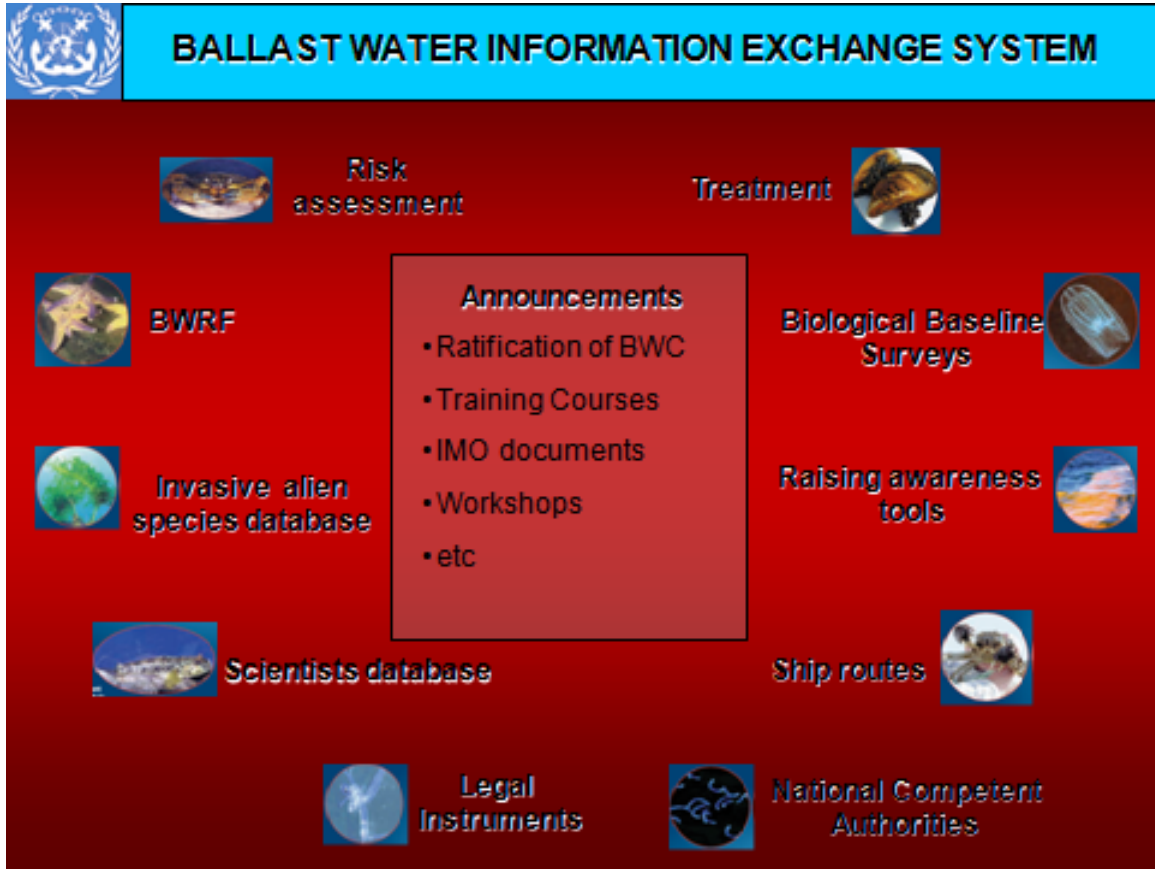 BALLAST WATER INFORMATION EXCHANGE SYSTEM
Risk
assessment
Treatment
BWRF
Announcements
• Ratification of BWC
• Training Courses
• IMO documents
• Workshops
• etc
Biological Baseline
Surveys
Invasive alien
species database
Raising awareness
tools
Scientists database
Ship routes
Legal
Instruments
National Competent
Authorities